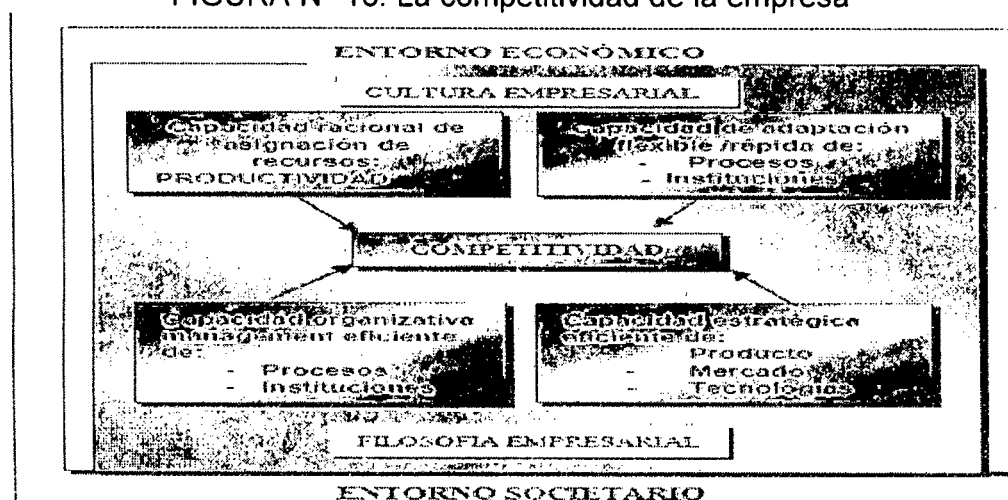 FIGURA N° 10: La competitividad de la empresa
ENTORNO ECONÓMICO
CULTURA EMPRESARIAL
Capacidad racional de
asignación de
recursos:
PRODUCTIVIDAD
Capacidad de adaptación
flexible /rápida de:
- Procesos
- Instituciones
COMPETITIVIDAD
Capacidad organizativa
management eficiente
de:
- Procesos
- Instituciones
Capacidad estratégica
eficiente de:
Producto
- Mercado
- Tecnologías
FILOSOFIA EMPRESARIAL
ENTORNO SOCIETARIO